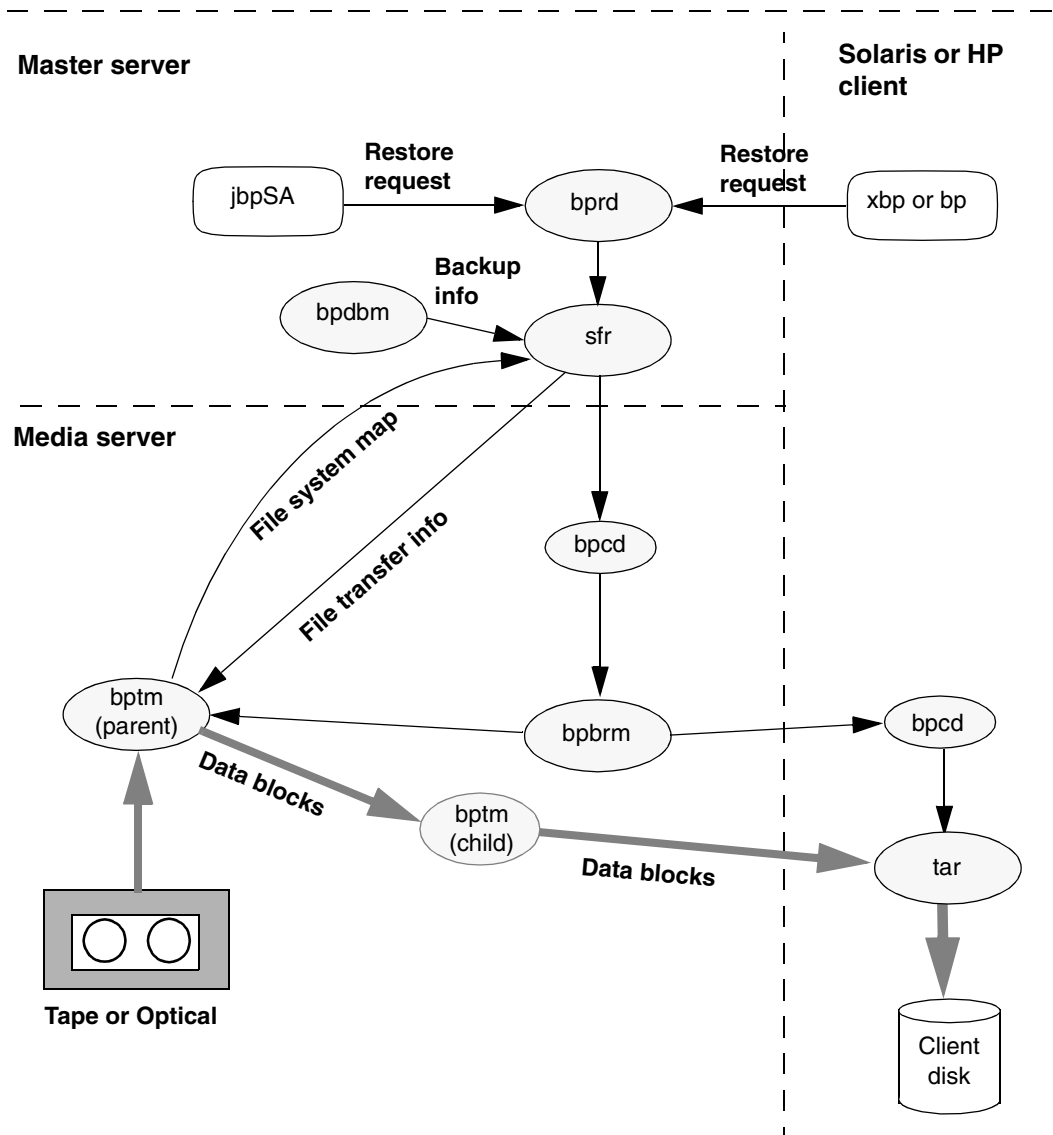 Master server
Solaris or HP
client
Restore
request
Restore
request
jbpSA
bprd
xbp or bp
Backup
info
bpdbm
sfr
Media server
File system map
File transfer info
bpcd
bptm
(parent)
bpbrm
bpcd
Data blocks
bptm
(child)
Data blocks
tar
Tape or Optical
Client
disk